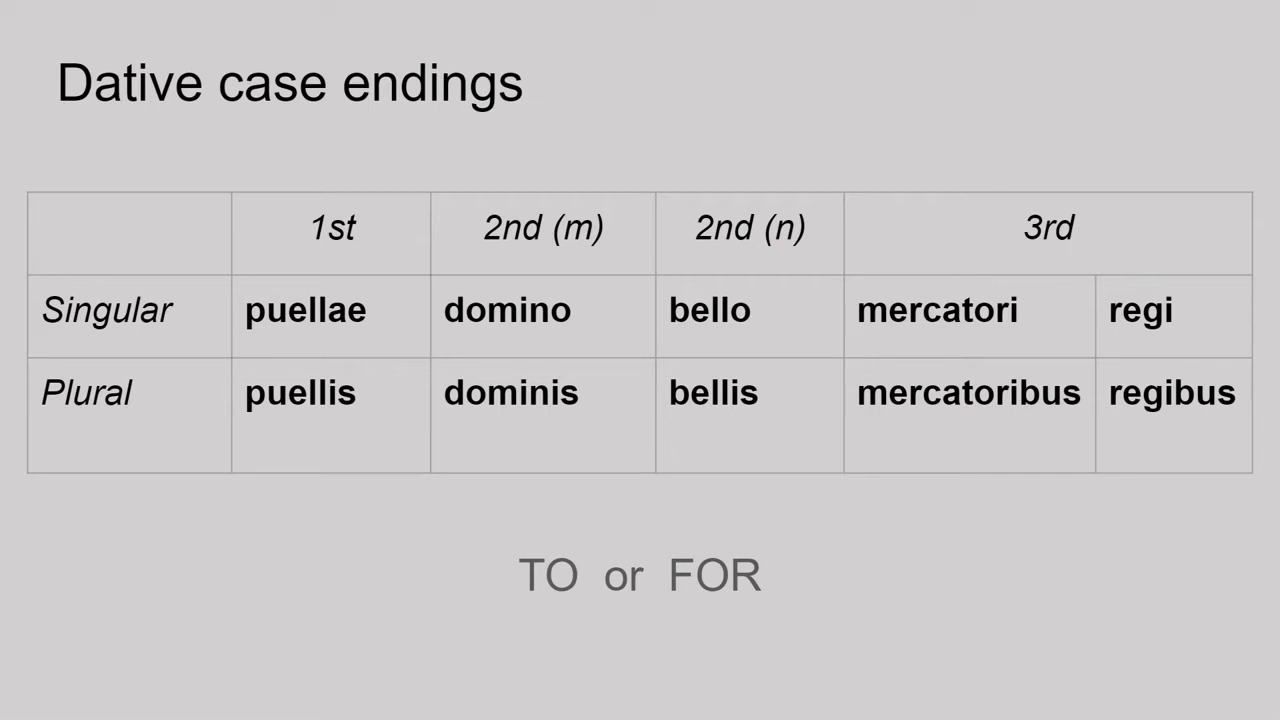 Dative case endings
1st 2nd (m) 2nd (n) 3rd
Singular puellae domino bello mercatori regi
Plural puellis dominis bellis mercatoribus regibus
TO or FOR